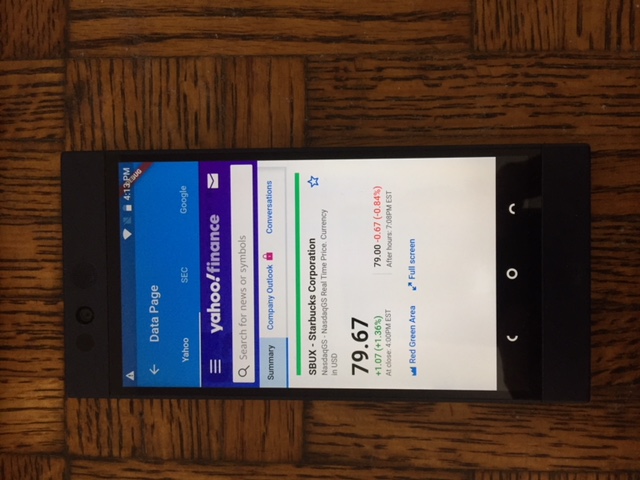 4:13 PM
Data Page
Yahoo SEC Google
yahoo!finance
Search for news or symbols
Summary Company Outlook Conversations
SBUX - Starbucks Corporation
NasdaqGS - NasdaqGS Real Time Price. Currency
in USD
79.67
+1.07 (+1.36%)
At close: 4:00PM EST
79.00 -0.67 (-0.84%)
After hours: 7:08PM EST
Red Green Area Full screen